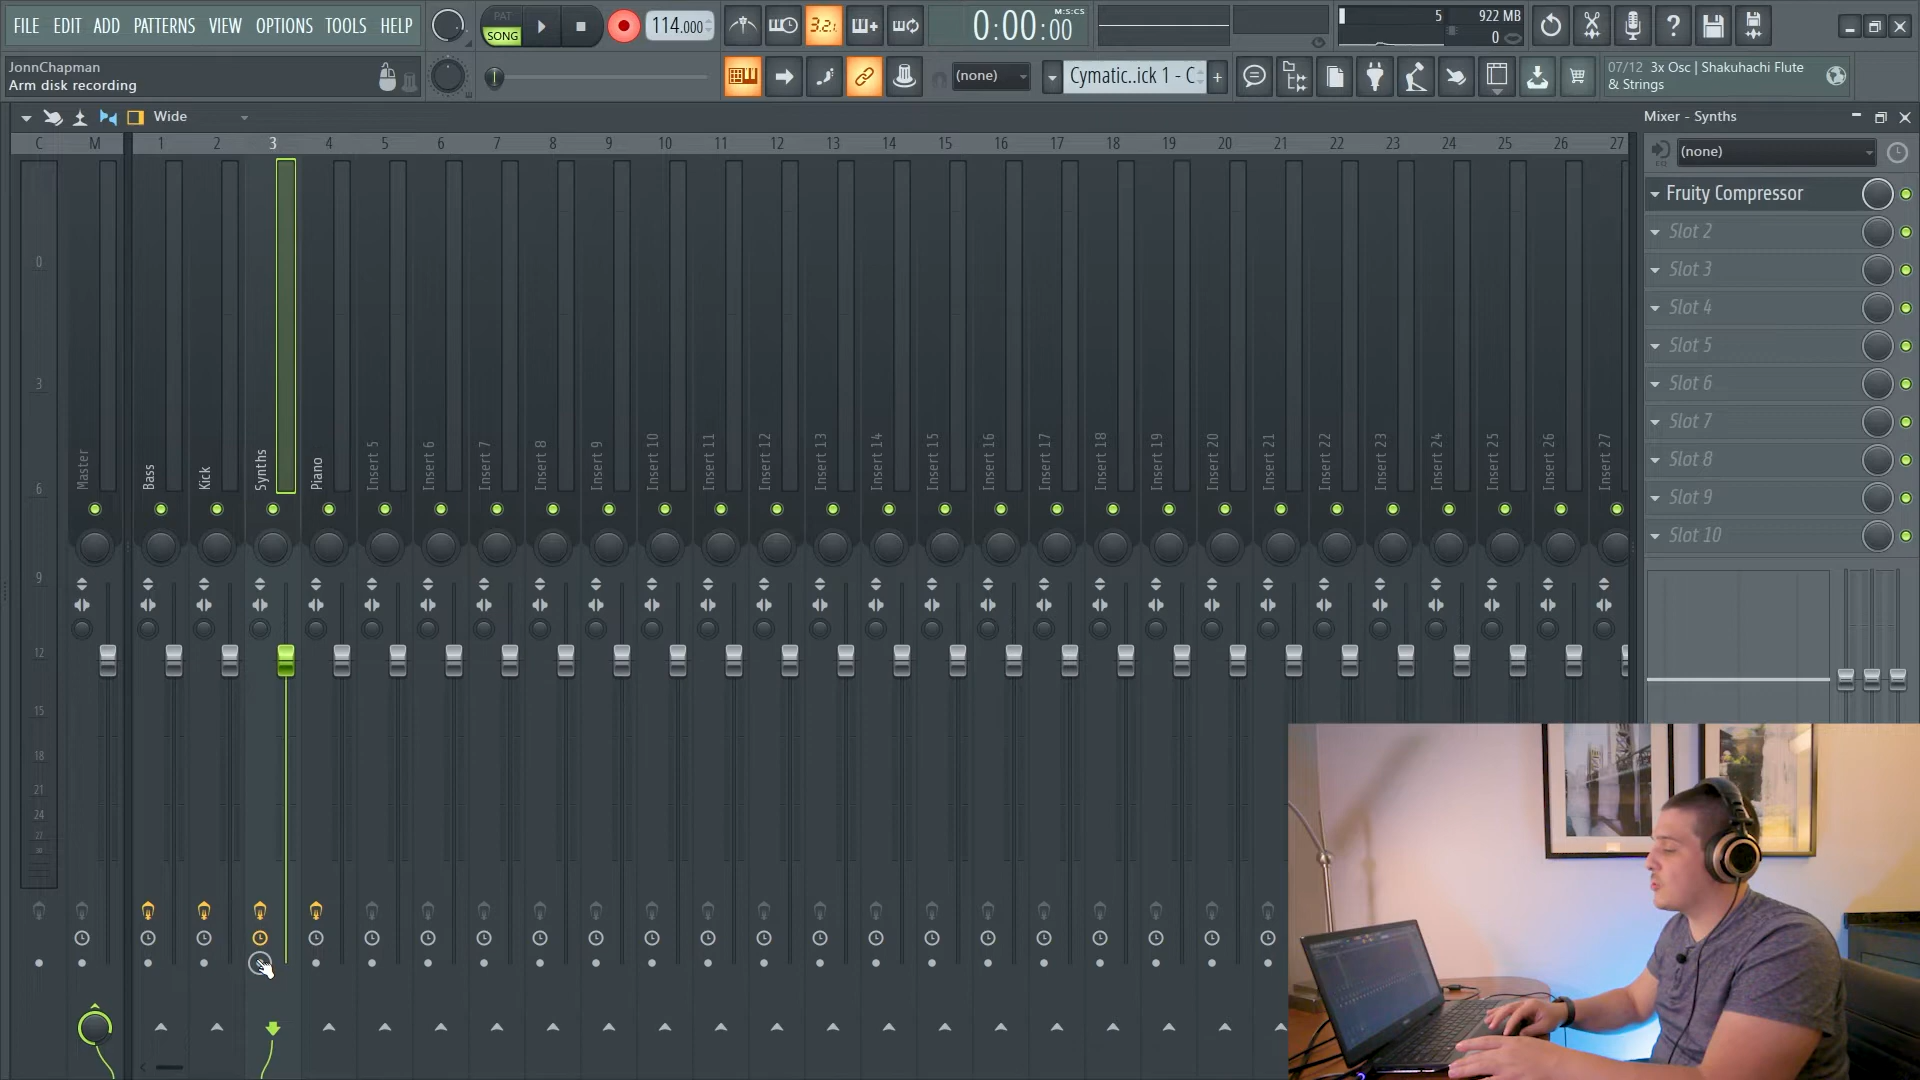 FILE EDIT ADD PATTERNS VIEW OPTIONS TOOLS HELP
PAT
SONG
114.000
3.2.1
0:00:00
M:S:CS
5
922 MB
0
JonnChapman
Arm disk recording
(none)
Cymatic..ick 1 - C
07/12 3x Osc | Shakuhachi Flute
& Strings
Wide
Mixer - Synths
C M 1 2 3 4 5 6 7 8 9 10 11 12 13 14 15 16 17 18 19 20 21 22 23 24 25 26 27
(none)
Fruity Compressor
Slot 2
Slot 3
Slot 4
Slot 5
Slot 6
Slot 7
Slot 8
Slot 9
Slot 10
0
3
6
9
12
15
18
21
24
27
Master
Bass
Kick
Synths
Piano
Insert 5
Insert 6
Insert 7
Insert 8
Insert 9
Insert 10
Insert 11
Insert 12
Insert 13
Insert 14
Insert 15
Insert 16
Insert 17
Insert 18
Insert 19
Insert 20
Insert 21
Insert 22
Insert 23
Insert 24
Insert 25
Insert 26
Insert 27